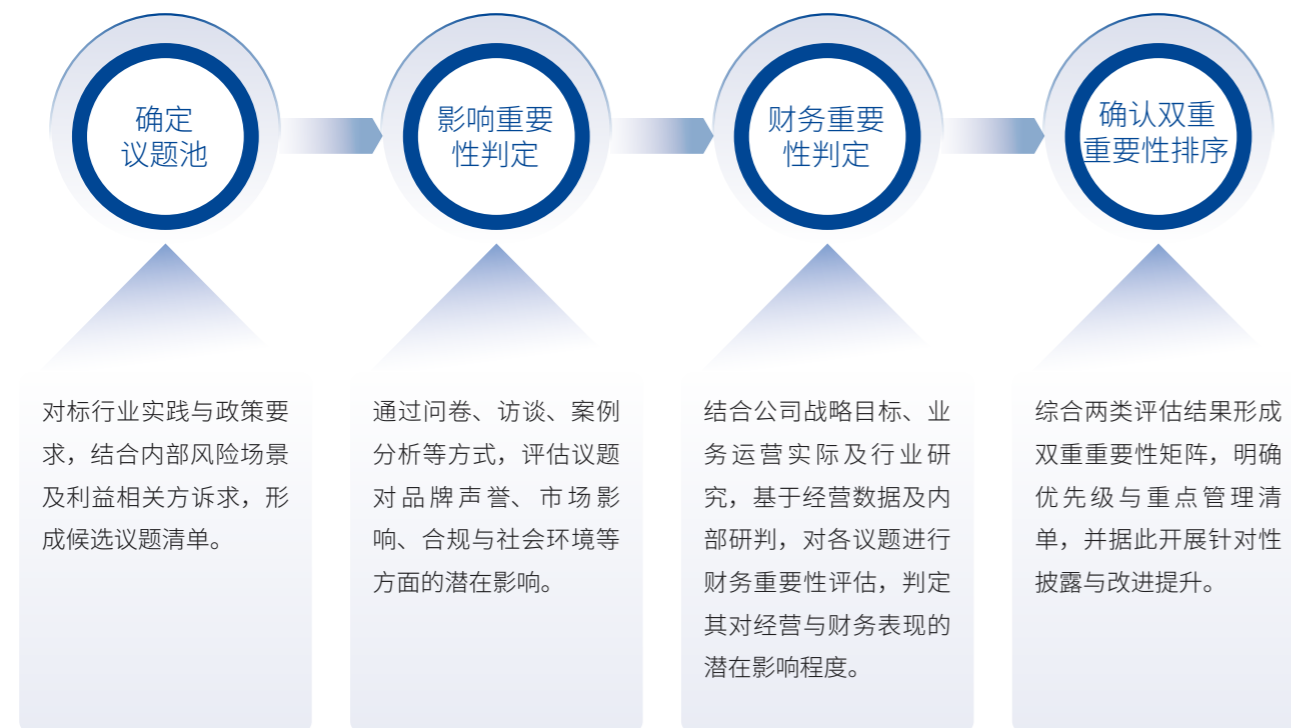 确定
议题池
影响重要
性判定
财务重要
性判定
确认双重
重要性排序
对标行业实践与政策要
求，结合内部风险场景
及利益相关方诉求，形
成候选议题清单。
通过问卷、访谈、案例
分析等方式，评估议题
对品牌声誉、市场影
响、合规与社会环境等
方面的潜在影响。
结合公司战略目标、业
务运营实际及行业研
究，基于经营数据及内
部研判，对各议题进行
财务重要性评估，判定
其对经营与财务表现的
潜在影响程度。
综合两类评估结果形成
双重重要性矩阵，明确
优先级与重点管理清
单，并据此开展针对性
披露与改进提升。